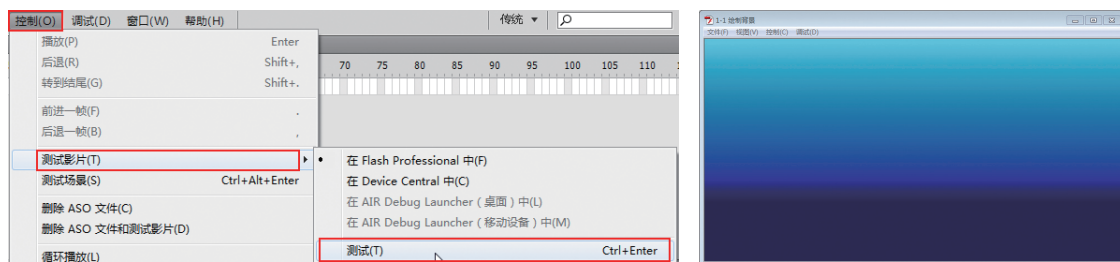 控制(O) 调试(D) 窗口(W) 帮助(H) 传统
播放(P) Enter
后退(R) Shift+,
转到结尾(G) Shift+.
前进一帧(F) .
后退一帧(B) ,
测试影片(T)
测试场景(S) Ctrl+Alt+Enter
删除 ASO 文件(C)
删除 ASO 文件和测试影片(D)
循环播放(L)
70 75 80 85 90 95 100 105 110
在 Flash Professional 中(F)
在 Device Central 中(C)
在 AIR Debug Launcher（桌面）中(L)
在 AIR Debug Launcher（移动设备）中(M)
测试(T) Ctrl+Enter
1-1 绘制背景
文件(F) 视图(V) 控制(C) 调试(D)